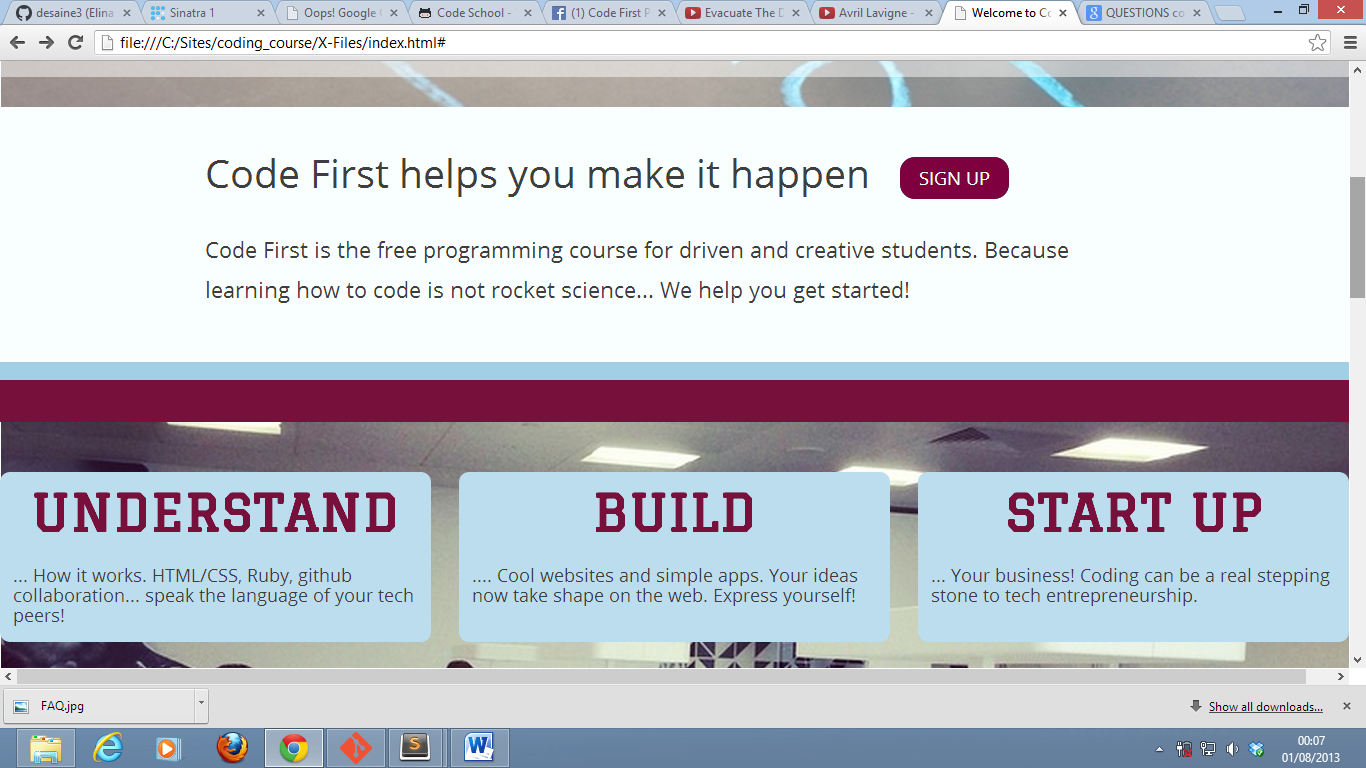 desaine3 (Elina
Sinatra 1
Oops! Google
Code School -
(1) Code First P
Evacuate The D
Avril Lavigne -
Welcome to Co
QUESTIONS co
file:///C:/Sites/coding_course/X-Files/index.html#
Code First helps you make it happen
SIGN UP
Code First is the free programming course for driven and creative students. Because
learning how to code is not rocket science... We help you get started!
UNDERSTAND
... How it works. HTML/CSS, Ruby, github
collaboration... speak the language of your tech
peers!
BUILD
.... Cool websites and simple apps. Your ideas
now take shape on the web. Express yourself!
START UP
... Your business! Coding can be a real stepping
stone to tech entrepreneurship.
FAQ.jpg
Show all downloads...
00:07
01/08/2013